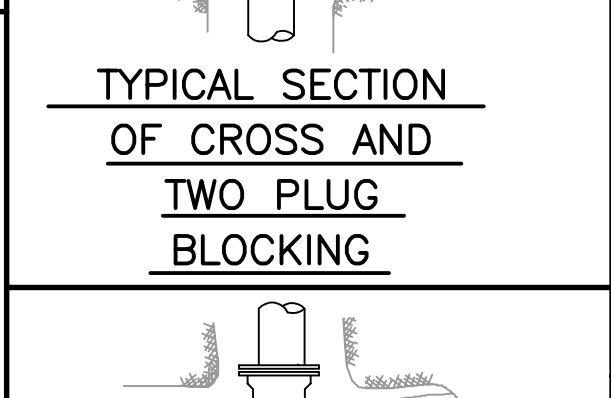 TYPICAL SECTION
OF CROSS AND
TWO PLUG
BLOCKING